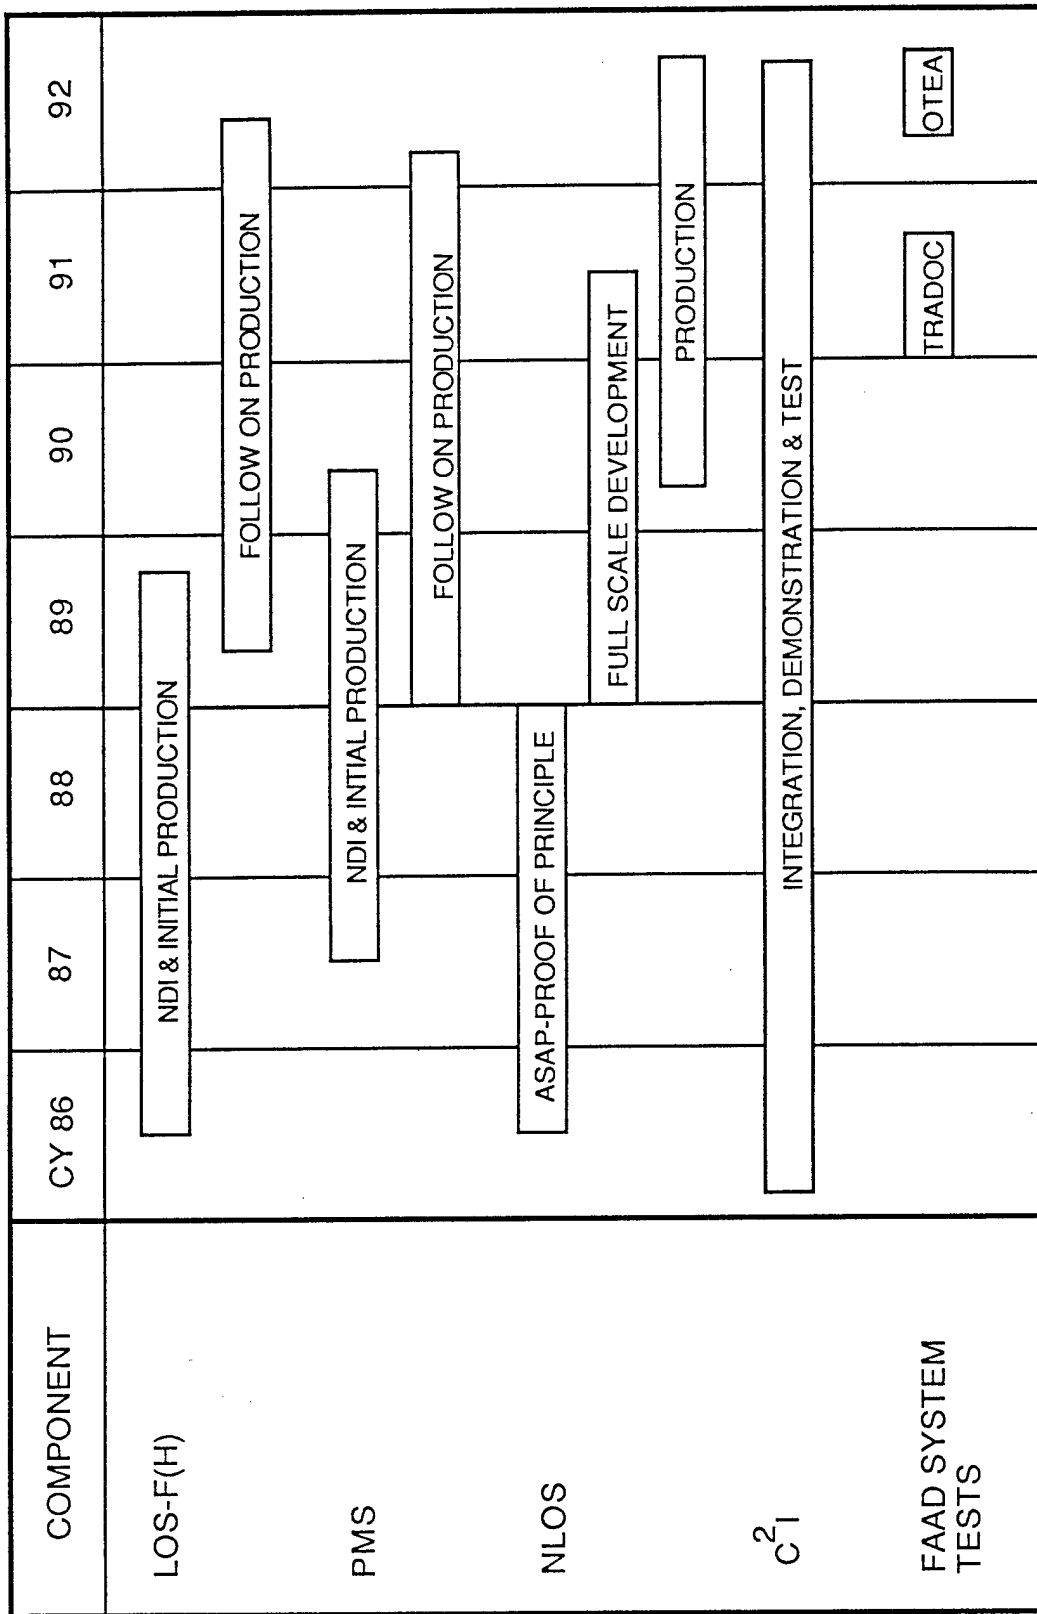 COMPONENT CY 86 87 88 89 90 91 92
LOS-F(H)
NDI & INITIAL PRODUCTION
FOLLOW ON PRODUCTION
PMS
NDI & INTIAL PRODUCTION
FOLLOW ON PRODUCTION
NLOS
ASAP-PROOF OF PRINCIPLE
FULL SCALE DEVELOPMENT
PRODUCTION
C²I
INTEGRATION, DEMONSTRATION & TEST
FAAD SYSTEM
TESTS
TRADOC
OTEA